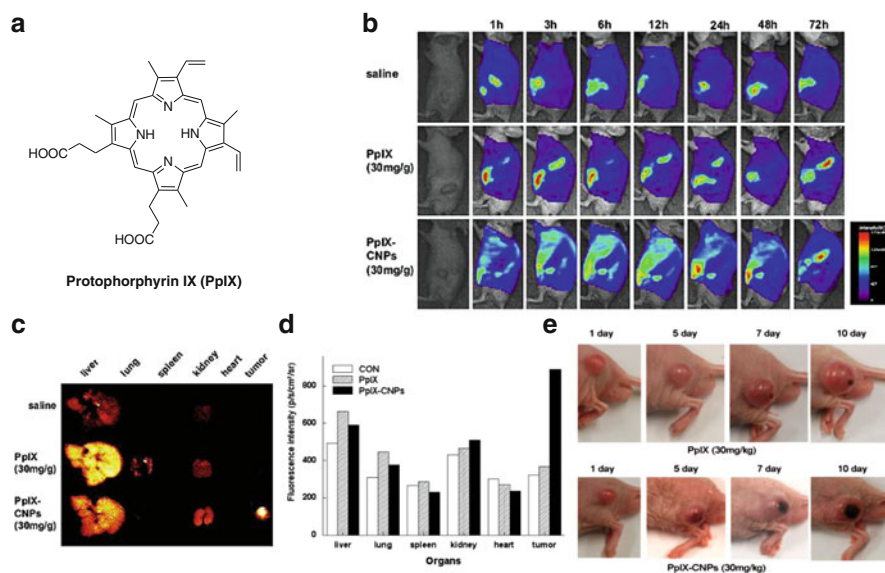 a
N
NH
HN
N
HOOC
HOOC
Protophorphyrin IX (PpIX)
b
1h 3h 6h 12h 24h 48h 72h
saline
PpIX
(30mg/g)
PpIX-
CNPs
(30mg/g)
c
liver lung spleen kidney heart tumor
saline
PpIX
(30mg/g)
PpIX-
CNPs
(30mg/g)
d
CON
PpIX
PpIX-CNPs
Fluorescence intensity (p/s/cm²/sr)
800
600
400
200
0
liver lung spleen kidney heart tumor
Organs
e
1 day 5 day 7 day 10 day
PpIX (30mg/kg)
1 day 5 day 7 day 10 day
PpIX-CNPs (30mg/kg)